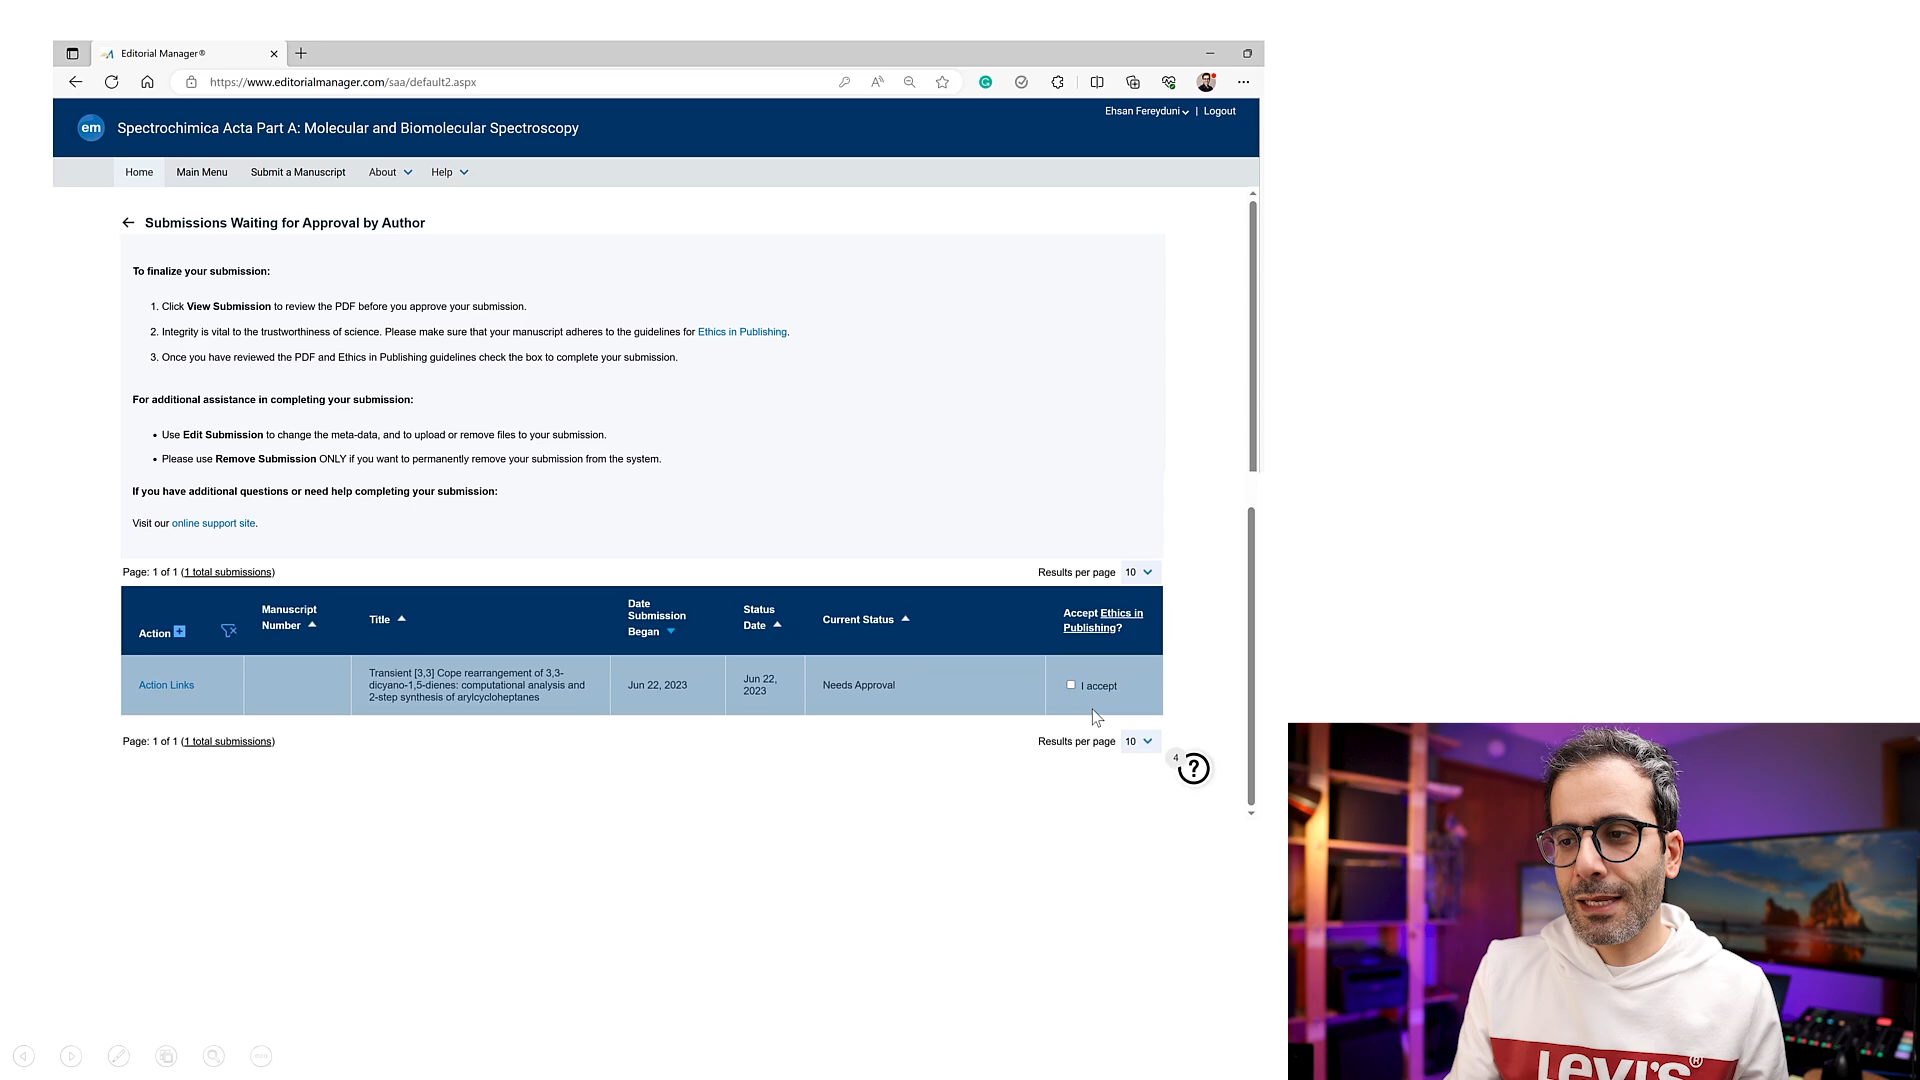 Editorial Manager®
https://www.editorialmanager.com/saa/default2.aspx
Ehsan Fereyduni | Logout
em Spectrochimica Acta Part A: Molecular and Biomolecular Spectroscopy
Home Main Menu Submit a Manuscript About Help
Submissions Waiting for Approval by Author
To finalize your submission:
1. Click View Submission to review the PDF before you approve your submission.
2. Integrity is vital to the trustworthiness of science. Please make sure that your manuscript adheres to the guidelines for Ethics in Publishing.
3. Once you have reviewed the PDF and Ethics in Publishing guidelines check the box to complete your submission.
For additional assistance in completing your submission:
• Use Edit Submission to change the meta-data, and to upload or remove files to your submission.
• Please use Remove Submission ONLY if you want to permanently remove your submission from the system.
If you have additional questions or need help completing your submission:
Visit our online support site.
Page: 1 of 1 (1 total submissions) Results per page 10
Action
Manuscript
Number
Title
Date
Submission
Began
Status
Date
Current Status
Accept Ethics in
Publishing?
Action Links
Transient [3,3] Cope rearrangement of 3,3-
dicyano-1,5-dienes: computational analysis and
2-step synthesis of arylcycloheptanes
Jun 22, 2023
Jun 22,
2023
Needs Approval
I accept
Page: 1 of 1 (1 total submissions) Results per page 10
4 ?
Levi's®